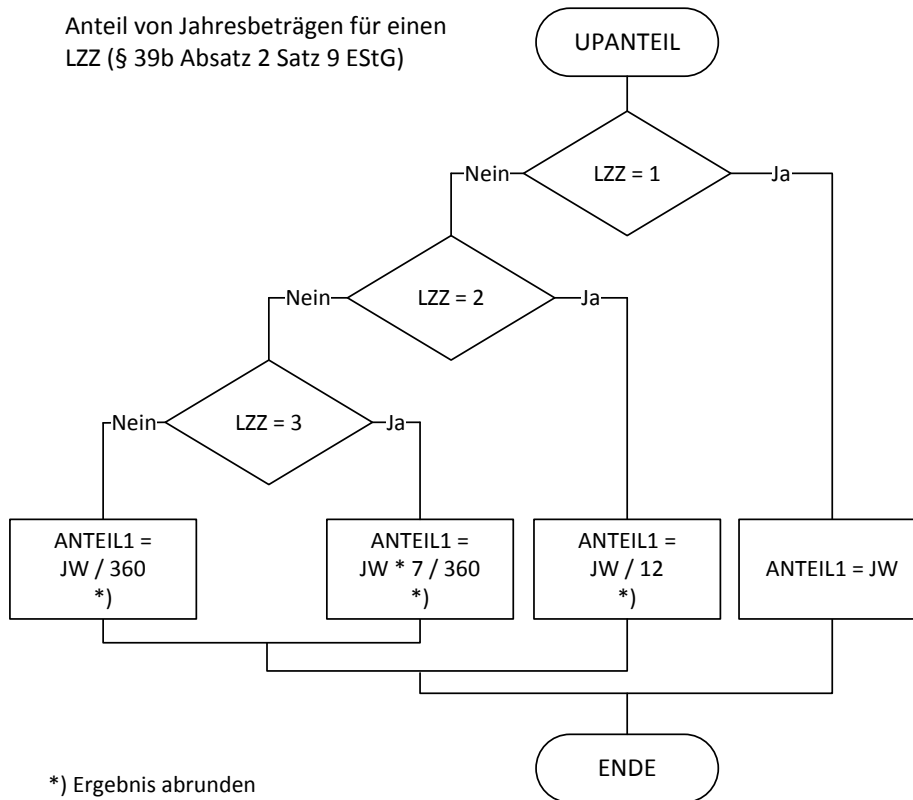 Anteil von Jahresbeträgen für einen
LZZ (§ 39b Absatz 2 Satz 9 EStG)
UPANTEIL
Nein
LZZ = 1
Ja
Nein
LZZ = 2
Ja
Nein
LZZ = 3
Ja
ANTEIL1 =
JW / 360
*)
ANTEIL1 =
JW * 7 / 360
*)
ANTEIL1 =
JW / 12
*)
ANTEIL1 = JW
ENDE
*) Ergebnis abrunden